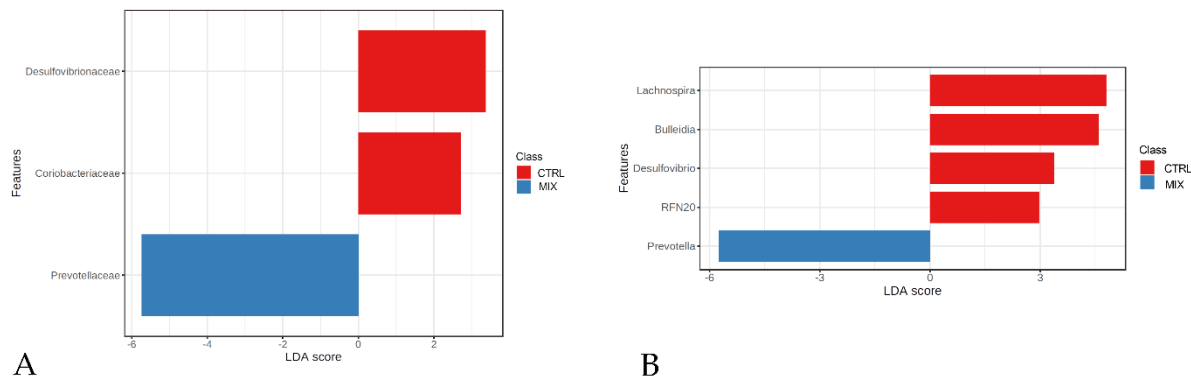 Features
Desulfovibrionaceae
Coriobacteriaceae
Prevotellaceae
-6 -4 -2 0 2
LDA score
Class
CTRL
MIX
A
Features
Lachnospira
Bulleidia
Desulfovibrio
RFN20
Prevotella
-6 -3 0 3
LDA score
Class
CTRL
MIX
B